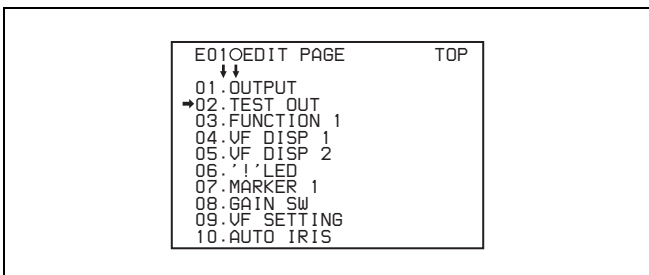 E01○EDIT PAGE TOP
01.OUTPUT
➡02.TEST OUT
03.FUNCTION 1
04.VF DISP 1
05.VF DISP 2
06.'!'LED
07.MARKER 1
08.GAIN SW
09.VF SETTING
10.AUTO IRIS